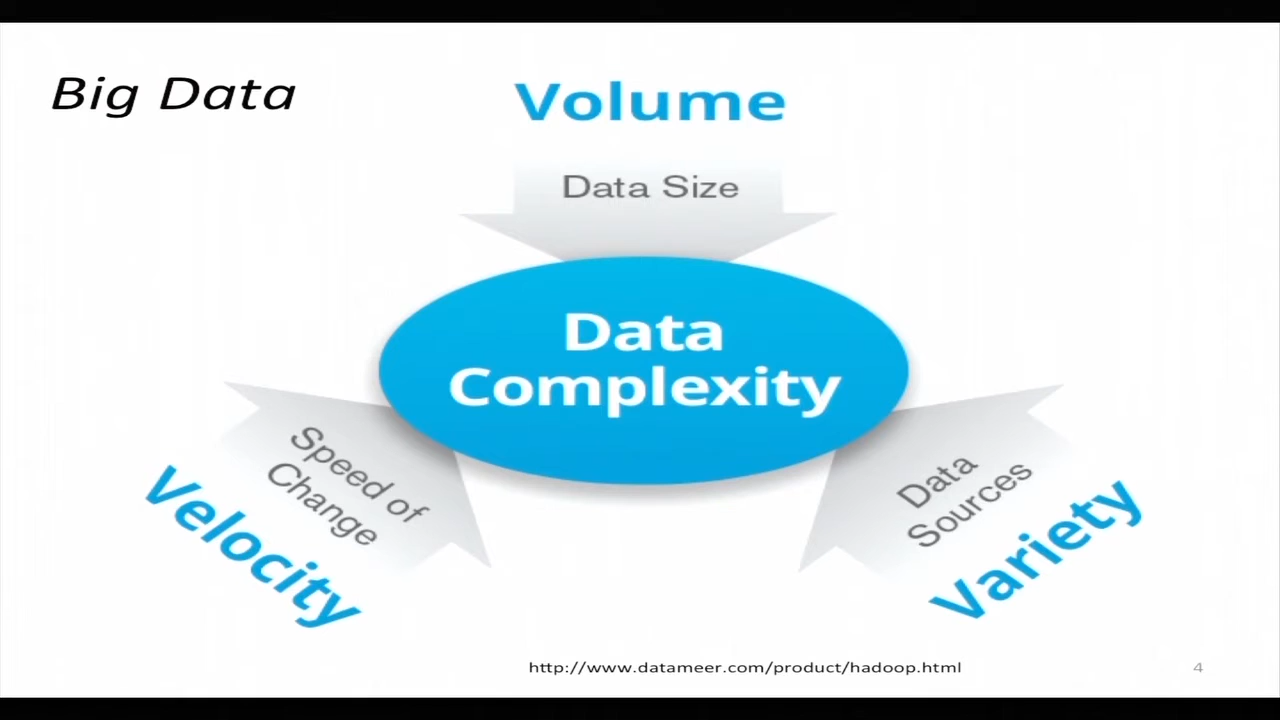 Big Data
Volume
Data Size
Data
Complexity
Speed of
Change
Velocity
Data
Sources
Variety
http://www.datameer.com/product/hadoop.html
4